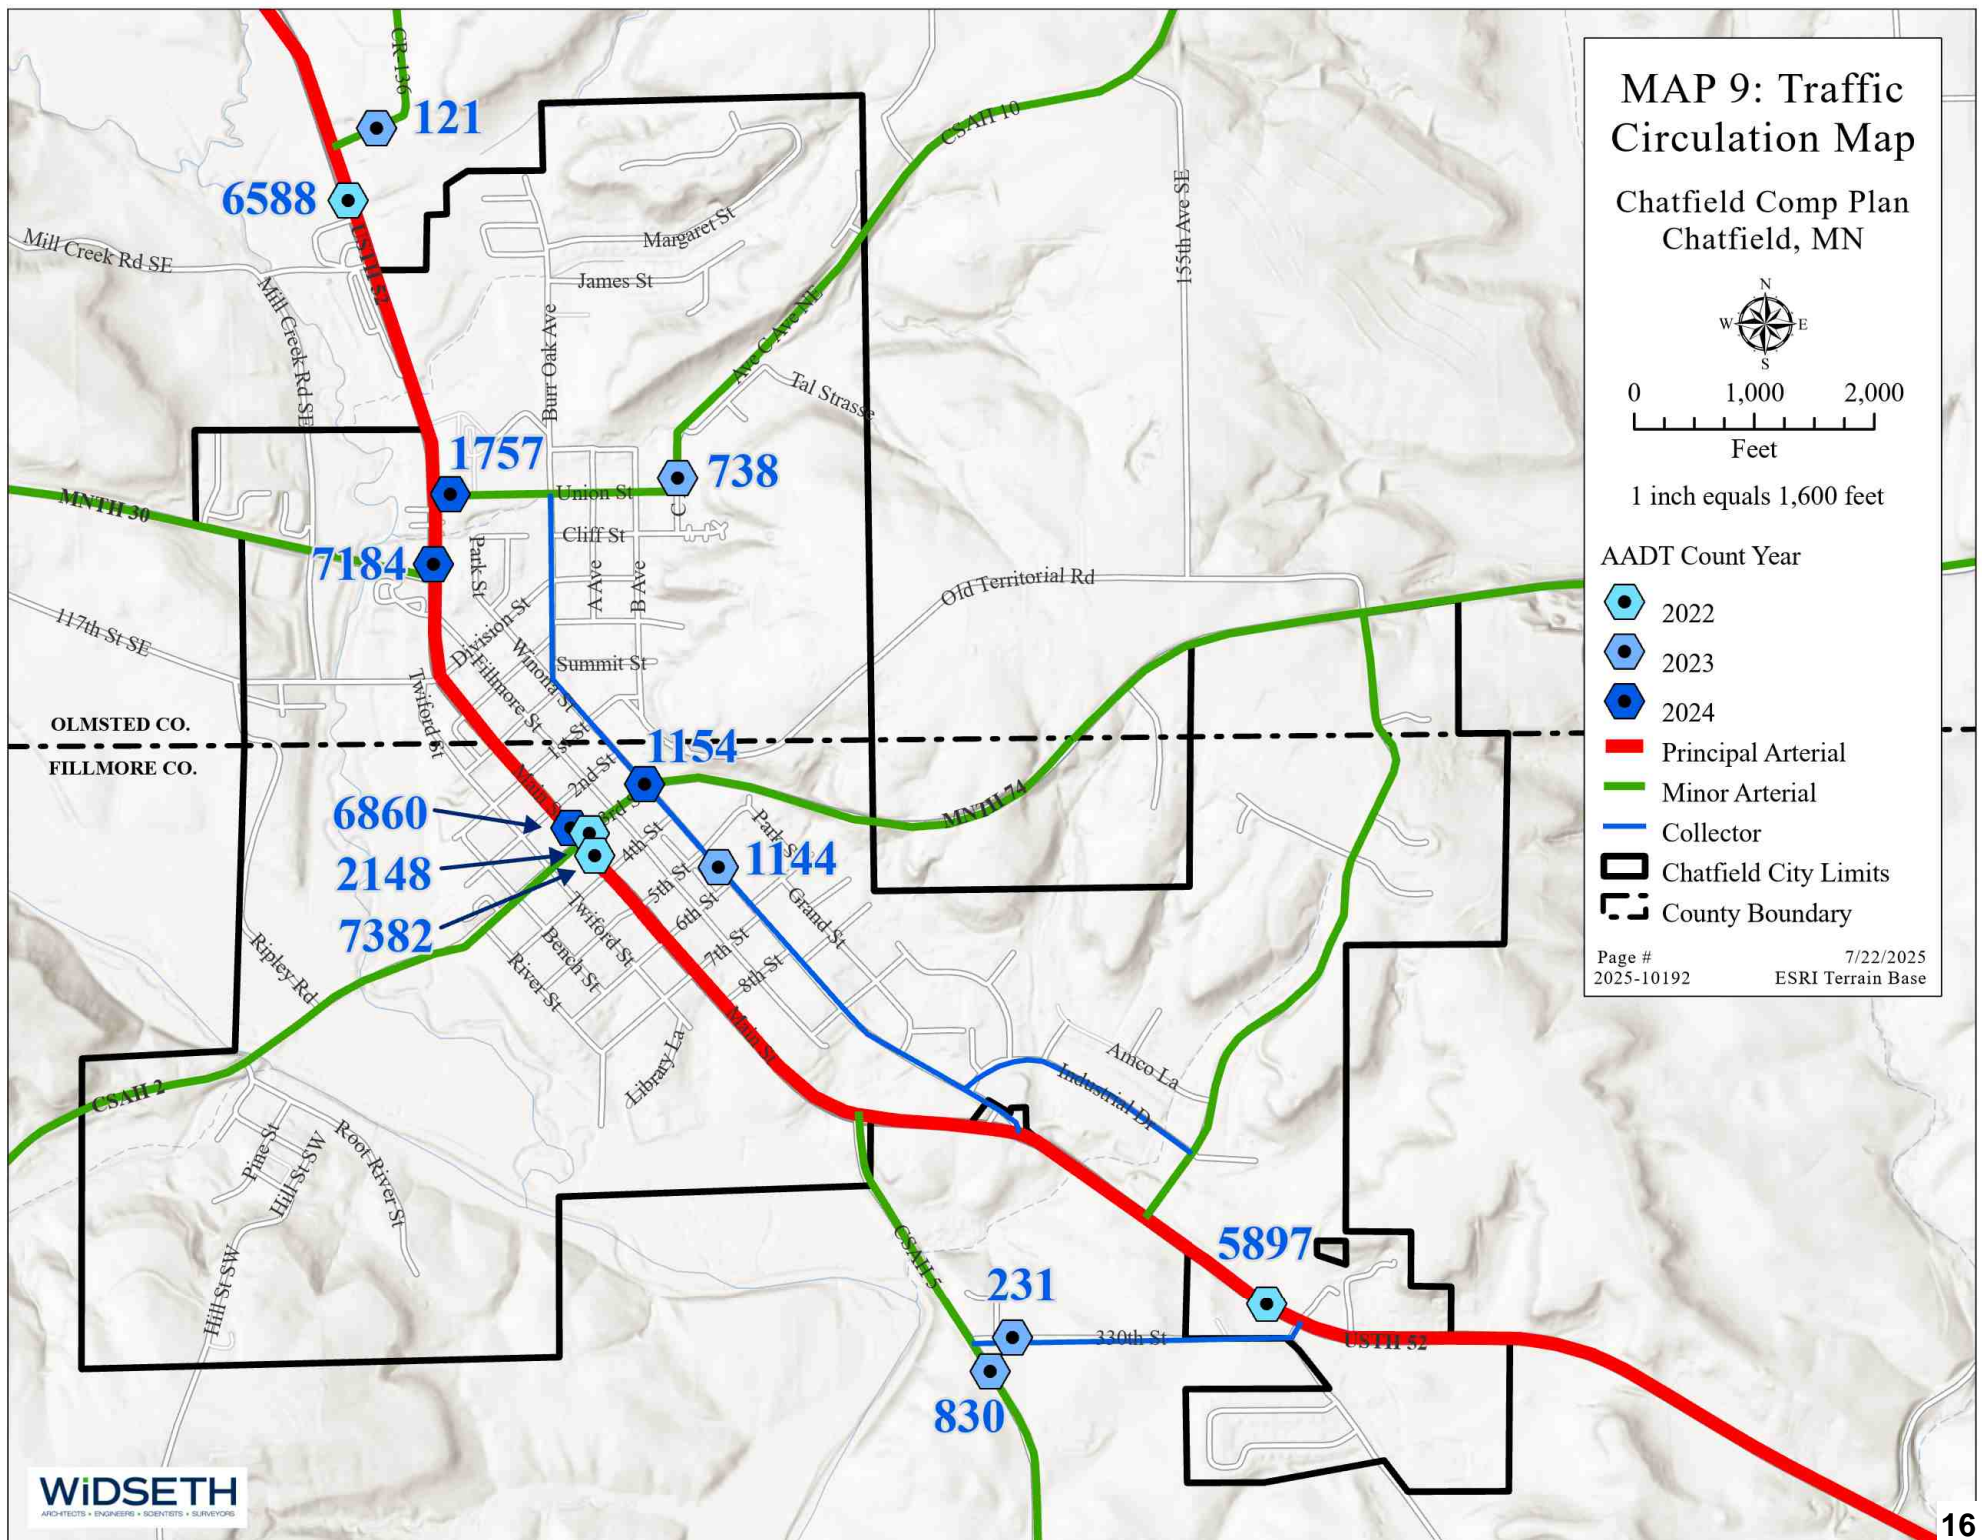 MAP 9: Traffic
Circulation Map
Chatfield Comp Plan
Chatfield, MN
N
W
E
S
0
1,000
2,000
Feet
1 inch equals 1,600 feet
AADT Count Year
2022
2023
2024
Principal Arterial
Minor Arterial
Collector
Chatfield City Limits
County Boundary
Page #
7/22/2025
2025-10192
ESRI Terrain Base
CR 136
121
6588
USTH 52
Mill Creek Rd SE
Mill Creek Rd SE
Margaret St
James St
Burr Oak Ave
CSAH 10
155th Ave SE
Ave C Ave NE
Tal Strasse
1757
738
Union St
C
MNTH 30
7184
Cliff St
Park St
A Ave
B Ave
Old Territorial Rd
117th St SE
Division St
Winona St
Fillmore St
Summit St
Twiford St
OLMSTED CO.
FILLMORE CO.
1st St
2nd St
1154
Main St
3rd S
MNTH 74
6860
4th St
Park S
1144
2148
5th St
6th St
Grand St
7382
Twiford St
Bench St
7th St
8th St
River St
Ripley Rd
Main St
Library La
Amco La
Industrial Dr
CSAH 2
Pine St
Hill St SW
Root River St
Hill St SW
CSAH 5
5897
231
330th St
USTH 52
830
WiDSETH
ARCHITECTS • ENGINEERS • SCIENTISTS • SURVEYORS
16